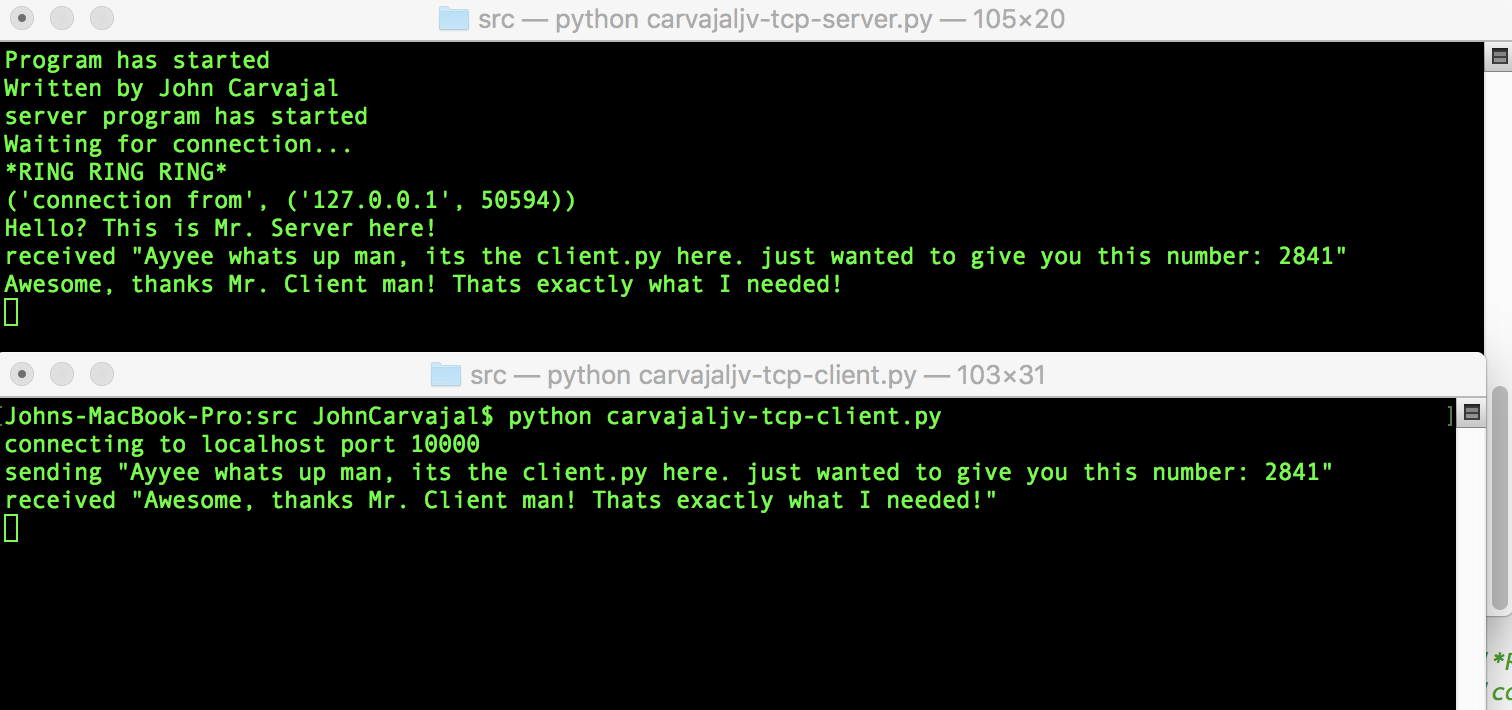 src — python carvajaljv-tcp-server.py — 105×20
Program has started
Written by John Carvajal
server program has started
Waiting for connection...
*RING RING RING*
('connection from', ('127.0.0.1', 50594))
Hello? This is Mr. Server here!
received "Ayyee whats up man, its the client.py here. just wanted to give you this number: 2841"
Awesome, thanks Mr. Client man! Thats exactly what I needed!
src — python carvajaljv-tcp-client.py — 103×31
[Johns-MacBook-Pro:src JohnCarvajal$ python carvajaljv-tcp-client.py ]
connecting to localhost port 10000
sending "Ayyee whats up man, its the client.py here. just wanted to give you this number: 2841"
received "Awesome, thanks Mr. Client man! Thats exactly what I needed!"